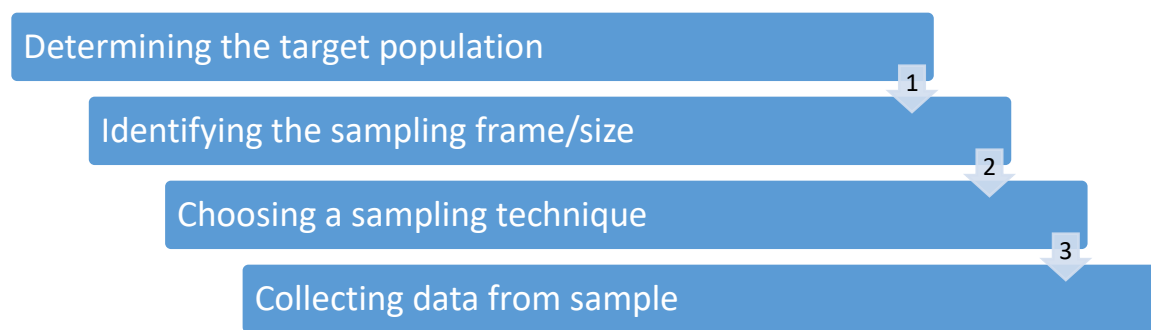 Determining the target population
1
Identifying the sampling frame/size
2
Choosing a sampling technique
3
Collecting data from sample